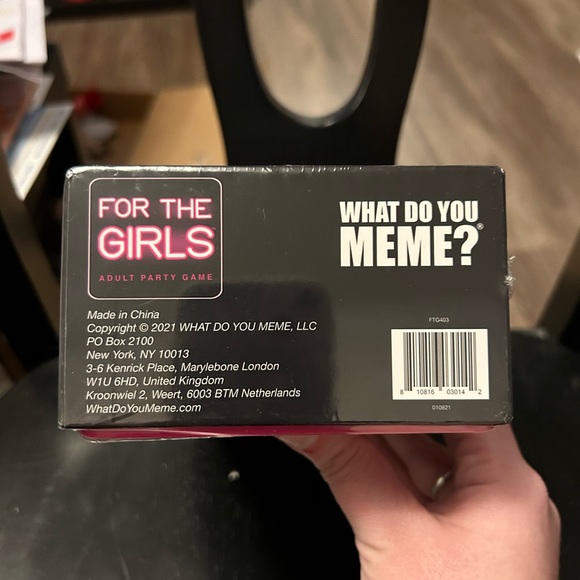 FOR THE
GIRLS
ADULT PARTY GAME
WHAT DO YOU
MEME?®
Made in China
Copyright © 2021 WHAT DO YOU MEME, LLC
PO Box 2100
New York, NY 10013
3-6 Kenrick Place, Marylebone London
W1U 6HD, United Kingdom
Kroonwiel 2, Weert, 6003 BTM Netherlands
WhatDoYouMeme.com
FTG403
8 10816 03014 2
010821